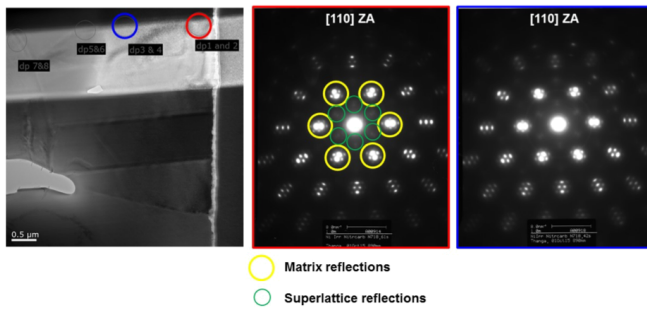 [110] ZA
[110] ZA
dp5&6
dp3 & 4
dp1 and 2
dp 7&8
0.5 µm
Matrix reflections
Superlattice reflections